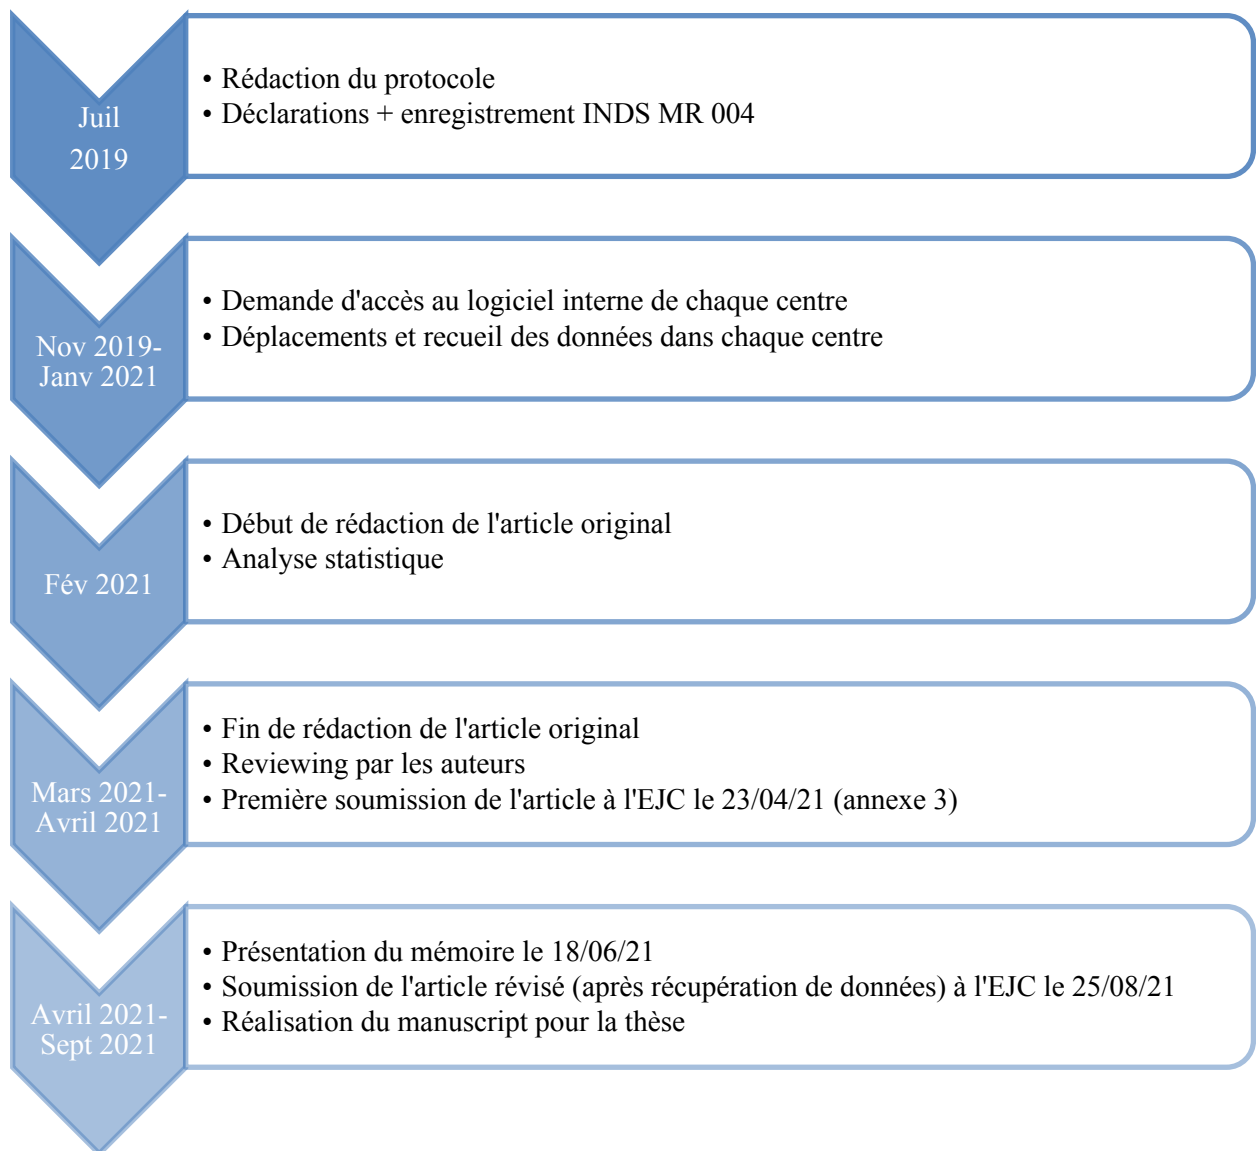 Juil
2019
• Rédaction du protocole
• Déclarations + enregistrement INDS MR 004
Nov 2019-
Janv 2021
• Demande d'accès au logiciel interne de chaque centre
• Déplacements et recueil des données dans chaque centre
Fév 2021
• Début de rédaction de l'article original
• Analyse statistique
Mars 2021-
Avril 2021
• Fin de rédaction de l'article original
• Reviewing par les auteurs
• Première soumission de l'article à l'EJC le 23/04/21 (annexe 3)
Avril 2021-
Sept 2021
• Présentation du mémoire le 18/06/21
• Soumission de l'article révisé (après récupération de données) à l'EJC le 25/08/21
• Réalisation du manuscript pour la thèse